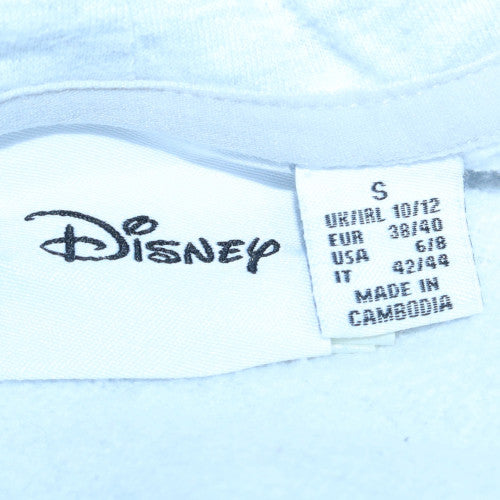 Disney
S
UK/IRL 10/12
EUR 38/40
USA 6/8
IT 42/44
MADE IN
CAMBODIA